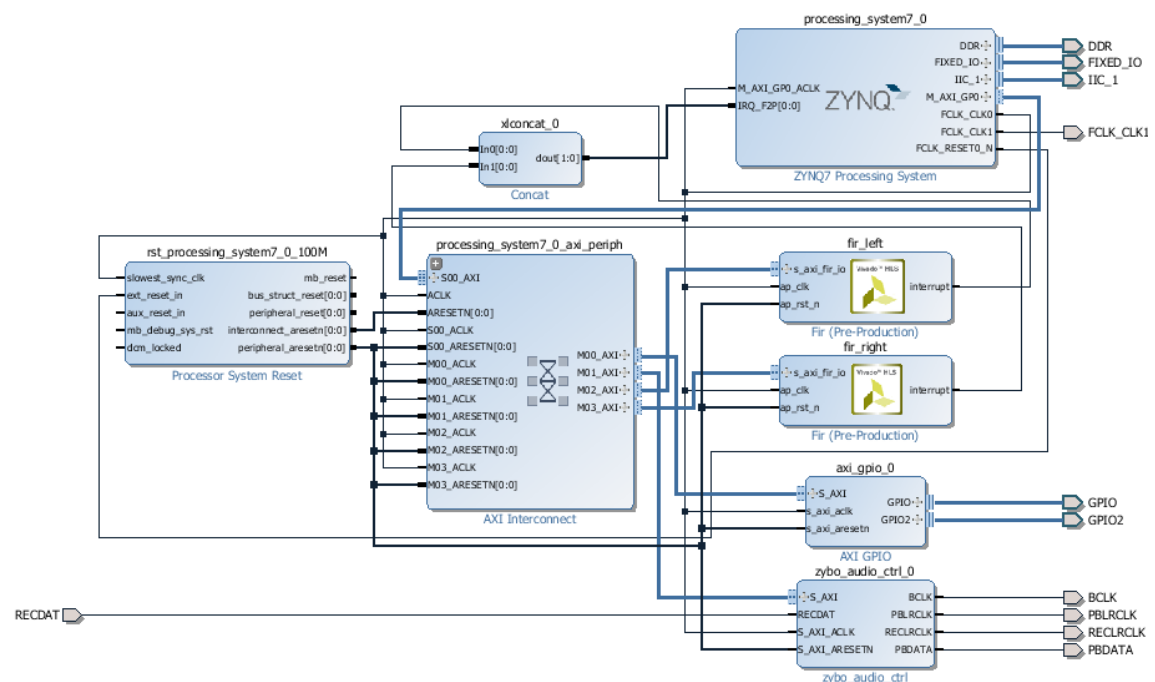 processing_system7_0
DDR
FIXED_IO
IIC_1
M_AXI_GP0_ACLK
M_AXI_GP0
IRQ_F2P[0:0]
ZYNQ
FCLK_CLK0
FCLK_CLK1
FCLK_RESET0_N
ZYNQ7 Processing System
DDR
FIXED_IO
IIC_1
FCLK_CLK1
xlconcat_0
In0[0:0]
In1[0:0]
dout[1:0]
Concat
rst_processing_system7_0_100M
slowest_sync_clk
ext_reset_in
aux_reset_in
mb_debug_sys_rst
dcm_locked
mb_reset
bus_struct_reset[0:0]
peripheral_reset[0:0]
interconnect_aresetn[0:0]
peripheral_aresetn[0:0]
Processor System Reset
processing_system7_0_axi_periph
S00_AXI
ACLK
ARESETN[0:0]
S00_ACLK
S00_ARESETN[0:0]
M00_ACLK
M00_ARESETN[0:0]
M01_ACLK
M01_ARESETN[0:0]
M02_ACLK
M02_ARESETN[0:0]
M03_ACLK
M03_ARESETN[0:0]
M00_AXI
M01_AXI
M02_AXI
M03_AXI
AXI Interconnect
fir_left
s_axi_fir_io
ap_clk
ap_rst_n
Vivado™ HLS
interrupt
Fir (Pre-Production)
fir_right
s_axi_fir_io
ap_clk
ap_rst_n
Vivado™ HLS
interrupt
Fir (Pre-Production)
axi_gpio_0
S_AXI
s_axi_aclk
s_axi_aresetn
GPIO
GPIO2
AXI GPIO
GPIO
GPIO2
zybo_audio_ctrl_0
S_AXI
RECDAT
S_AXI_ACLK
S_AXI_ARESETN
BCLK
PBLRCLK
RECLRCLK
PBDATA
zybo_audio_ctrl
RECDAT
BCLK
PBLRCLK
RECLRCLK
PBDATA